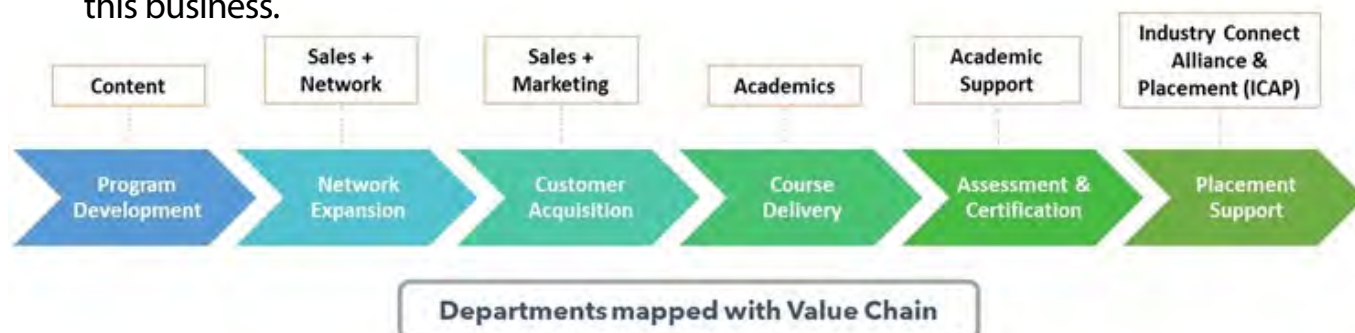 this business.
Content
Sales +
Network
Sales +
Marketing
Academics
Academic
Support
Industry Connect
Alliance &
Placement (ICAP)
Program
Development
Network
Expansion
Customer
Acquisition
Course
Delivery
Assessment &
Certification
Placement
Support
Departments mapped with Value Chain